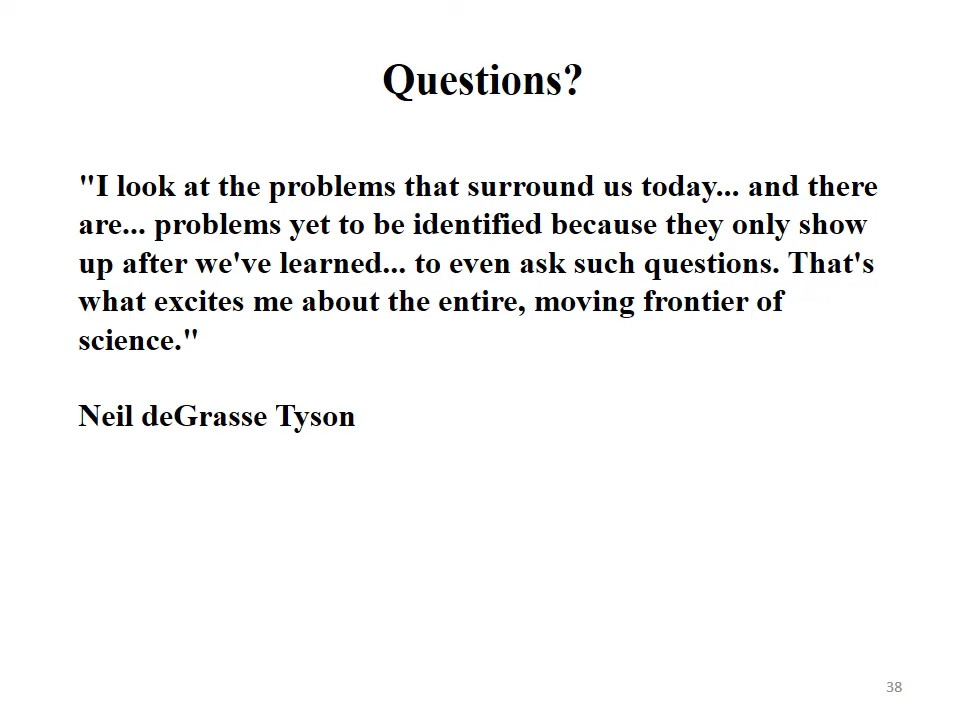 Questions?
"I look at the problems that surround us today... and there
are... problems yet to be identified because they only show
up after we've learned... to even ask such questions. That's
what excites me about the entire, moving frontier of
science."
Neil deGrasse Tyson
38